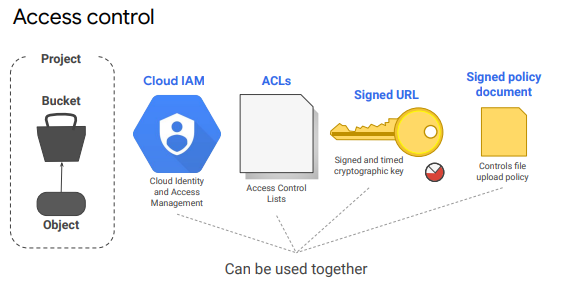 Access control
Project
Bucket
Object
Cloud IAM
Cloud Identity
and Access
Management
ACLs
Access Control
Lists
Signed URL
Signed and timed
cryptographic key
Signed policy
document
Controls file
upload policy
Can be used together